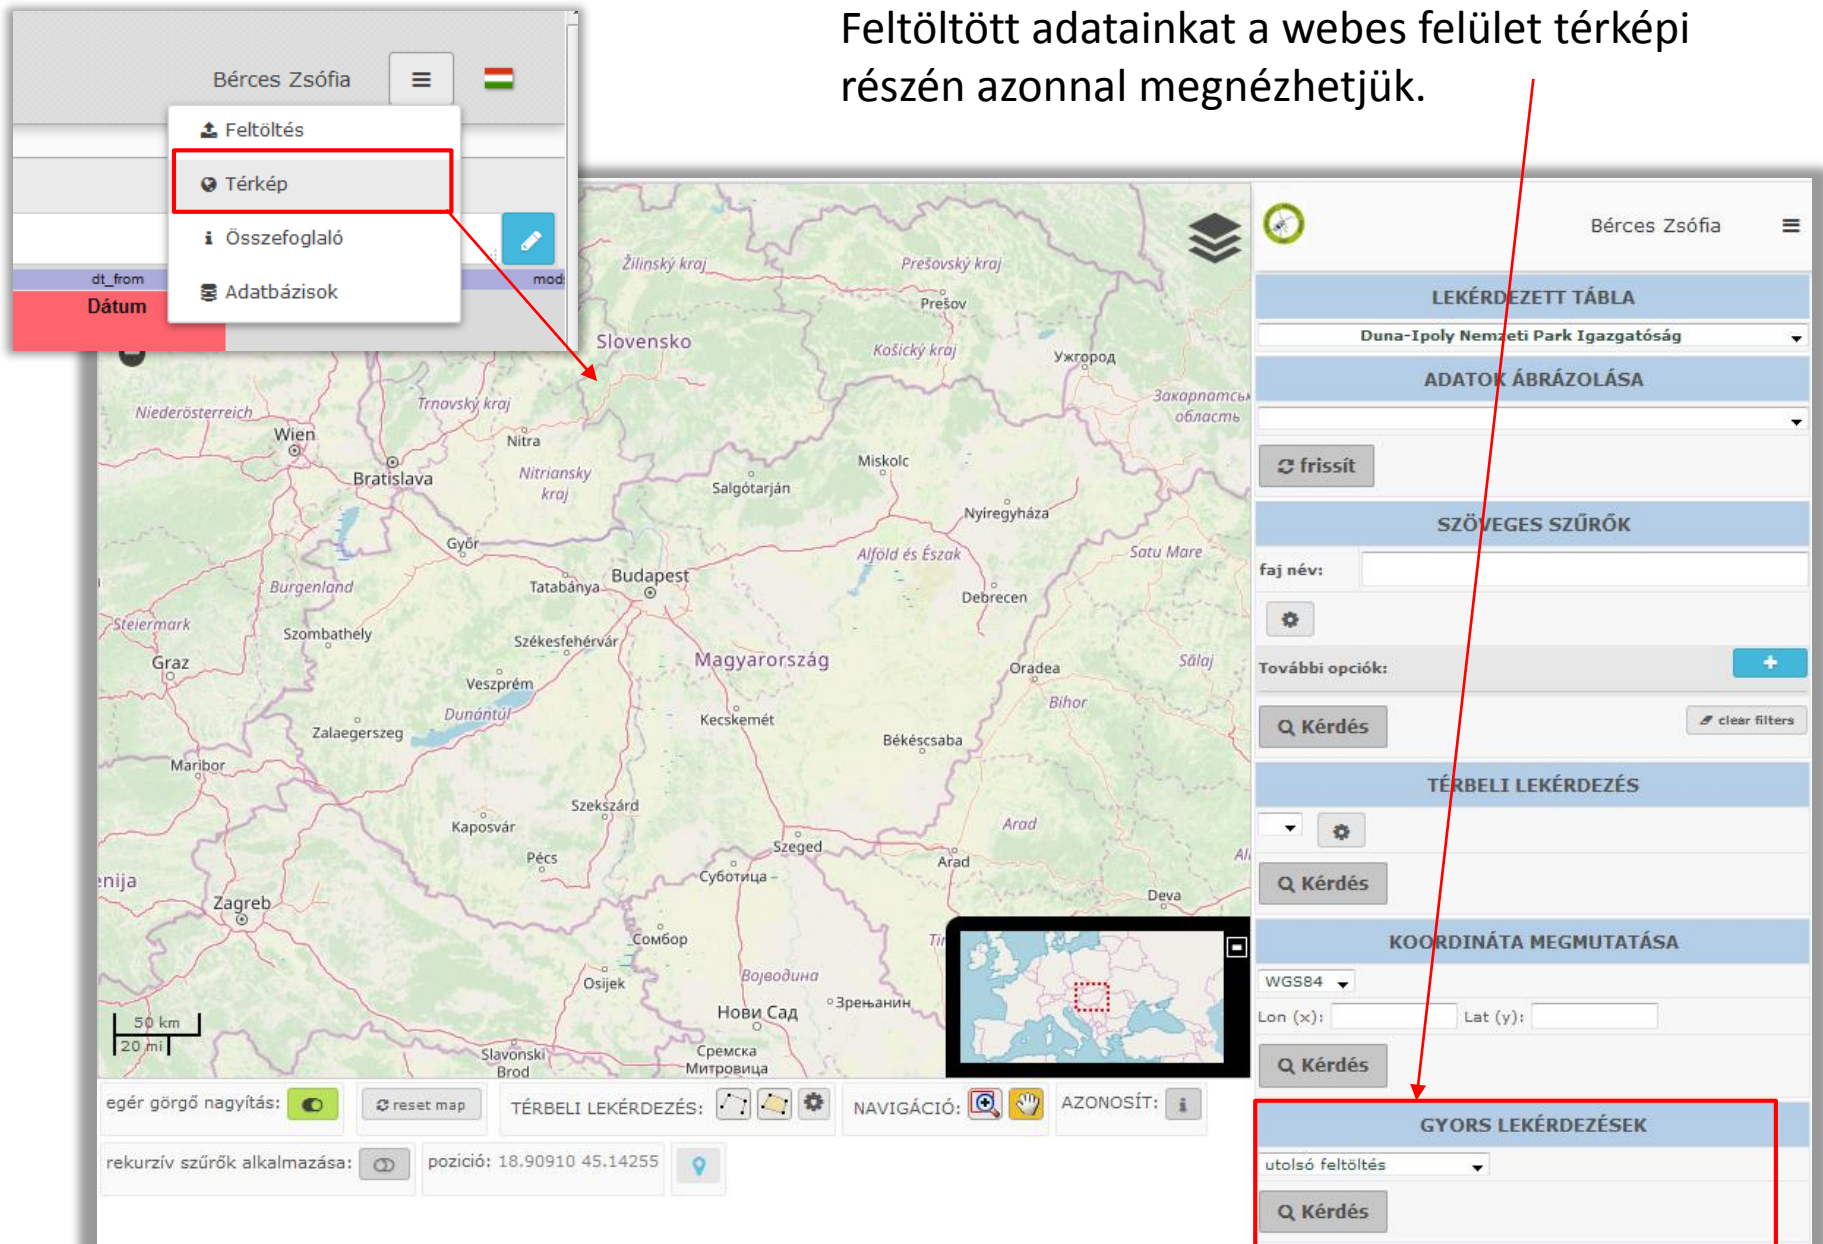 Feltöltött adatainkat a webes felület térképi
részén azonnal megnézhetjük.
Bérces Zsófia
Feltöltés
Térkép
Összefoglaló
Adatbázisok
dt_from
Dátum
Žilinský kraj
Prešovský kraj
Prešov
Slovensko
Košický kraj
Ужгород
Niederösterreich
Trnavský kraj
область
Wien
Nitra
Bratislava
Nitriansky
kraj
Miskolc
Salgótarján
Nyíregyháza
Győr
Alföld és Észak
Satu Mare
Burgenland
Tatabánya
Budapest
Debrecen
Steiermark
Szombathely
Székesfehérvár
Graz
Magyarország
Oradea
Sălaj
Veszprém
Bihor
Dunántúl
Kecskemét
Zalaegerszeg
Békéscsaba
Maribor
Szekszárd
Kaposvár
Arad
Szeged
Pécs
Arad
Суботица
Zagreb
Deva
Сомбор
Војводина
Osijek
Нови Сад
Зрењанин
50 km
20 mi
Slavonski
Brod
Сремска
Митровица
egér görgő nagyítás:
reset map
TÉRBELI LEKÉRDEZÉS:
NAVIGÁCIÓ:
AZONOSÍT:
rekurzív szűrők alkalmazása:
pozició: 18.90910 45.14255
Bérces Zsófia
LEKÉRDEZETT TÁBLA
Duna-Ipoly Nemzeti Park Igazgatóság
ADATOK ÁBRÁZOLÁSA
frissít
SZÖVEGES SZŰRŐK
faj név:
További opciók:
+
Kérdés
clear filters
TÉRBELI LEKÉRDEZÉS
Kérdés
KOORDINÁTA MEGMUTATÁSA
WGS84
Lon (x):
Lat (y):
Kérdés
GYORS LEKÉRDEZÉSEK
utolsó feltöltés
Kérdés